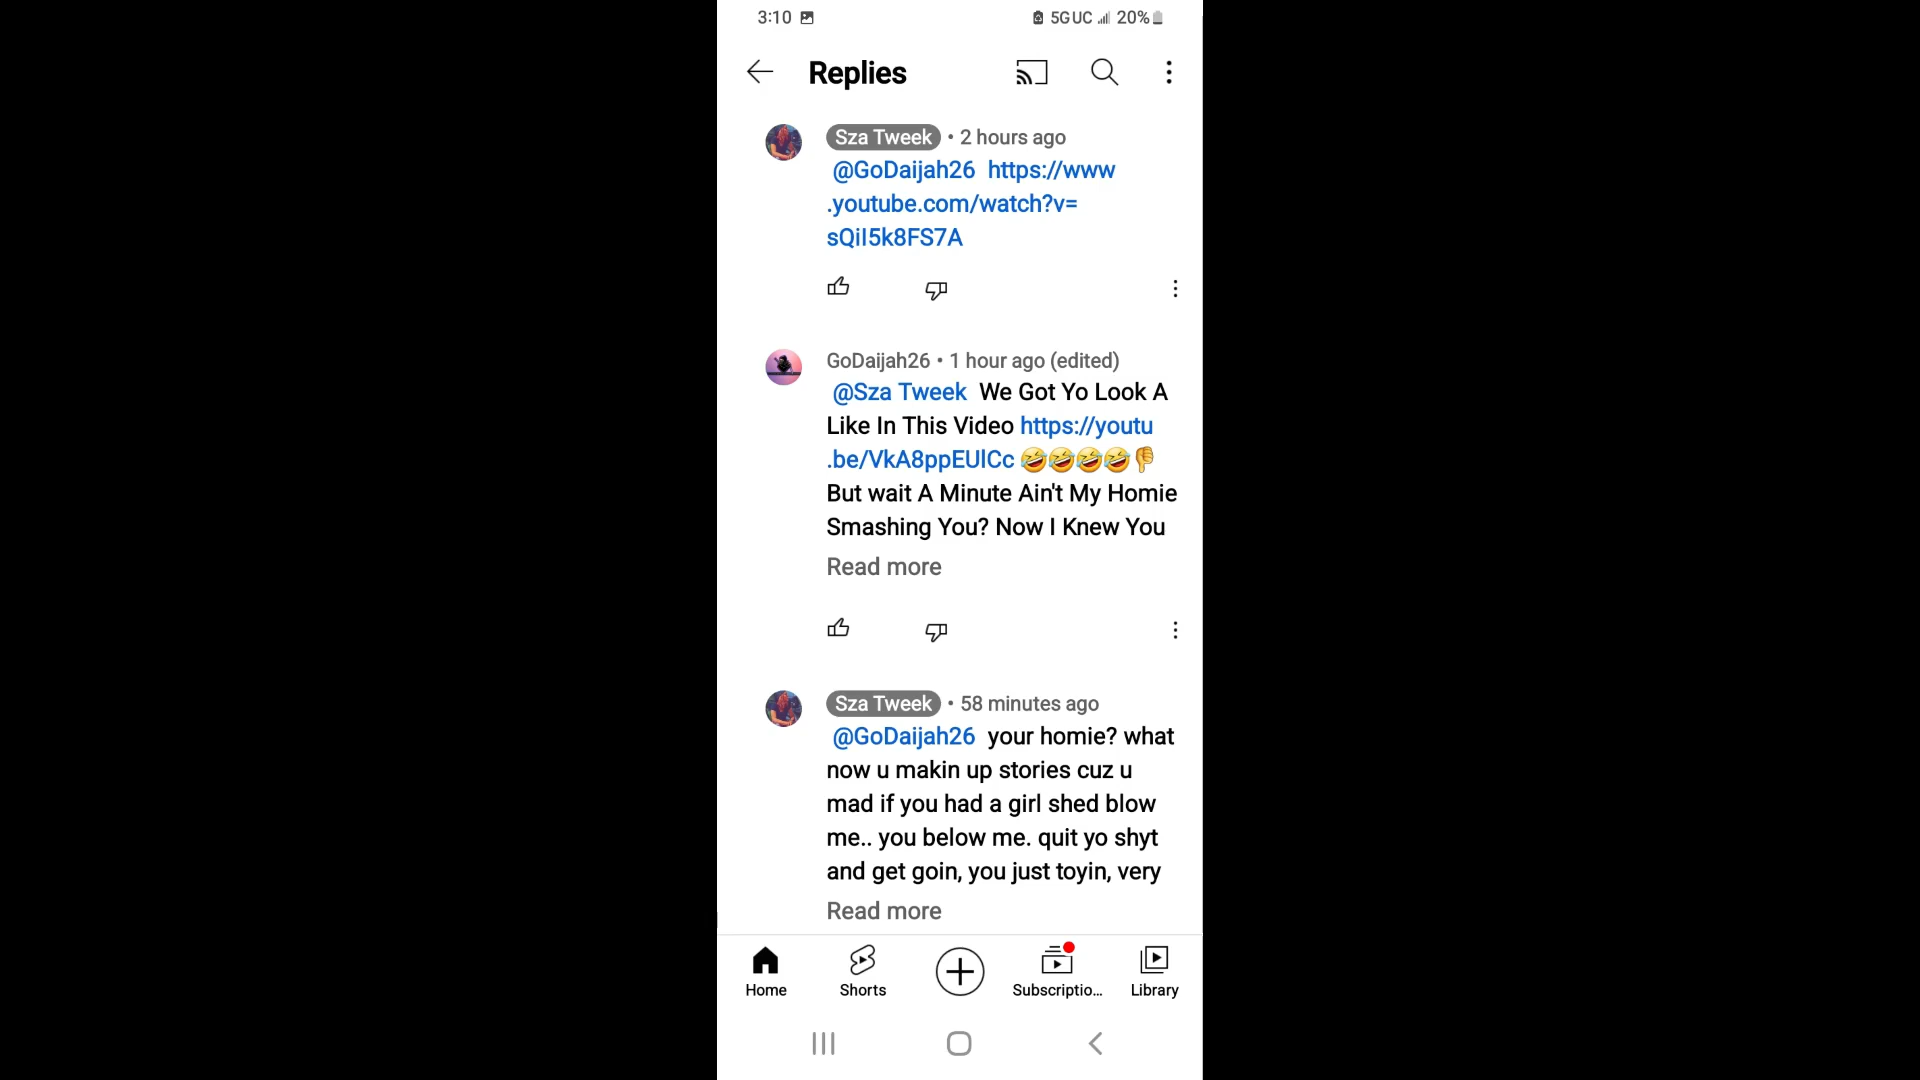 3:10 5GUC 20%
Replies
Sza Tweek • 2 hours ago
@GoDaijah26 https://www
.youtube.com/watch?v=
sQiI5k8FS7A
GoDaijah26 • 1 hour ago (edited)
@Sza Tweek We Got Yo Look A
Like In This Video https://youtu
.be/VkA8ppEUlCc 🤣🤣🤣🤣👎
But wait A Minute Ain't My Homie
Smashing You? Now I Knew You
Read more
Sza Tweek • 58 minutes ago
@GoDaijah26 your homie? what
now u makin up stories cuz u
mad if you had a girl shed blow
me.. you below me. quit yo shyt
and get goin, you just toyin, very
Read more
Home Shorts Subscriptio... Library